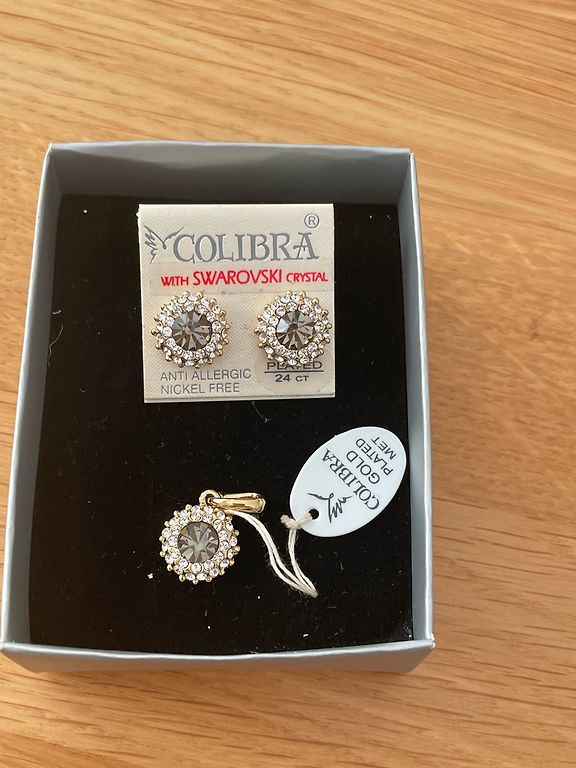 ®
COLIBRA
WITH SWAROVSKI CRYSTAL
ANTI ALLERGIC
NICKEL FREE
PLATED
24 CT
COLIBRA
GOLD
PLATED
MET